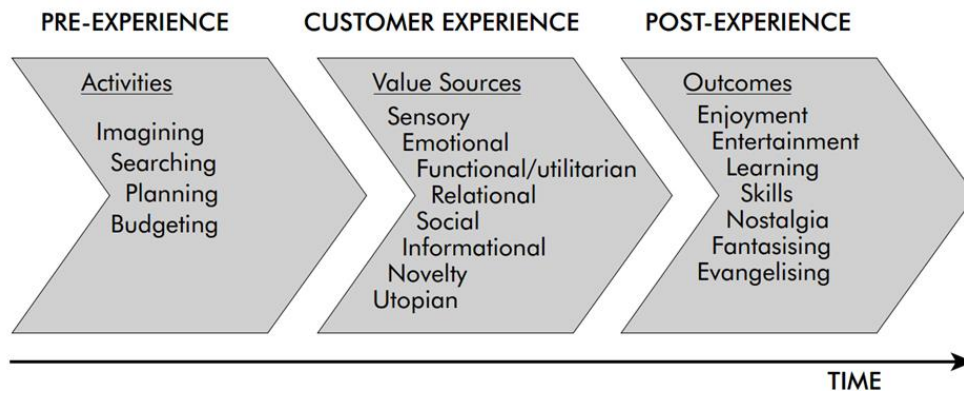 PRE-EXPERIENCE
Activities
Imagining
Searching
Planning
Budgeting
CUSTOMER EXPERIENCE
Value Sources
Sensory
Emotional
Functional/utilitarian
Relational
Social
Informational
Novelty
Utopian
POST-EXPERIENCE
Outcomes
Enjoyment
Entertainment
Learning
Skills
Nostalgia
Fantasising
Evangelising
TIME